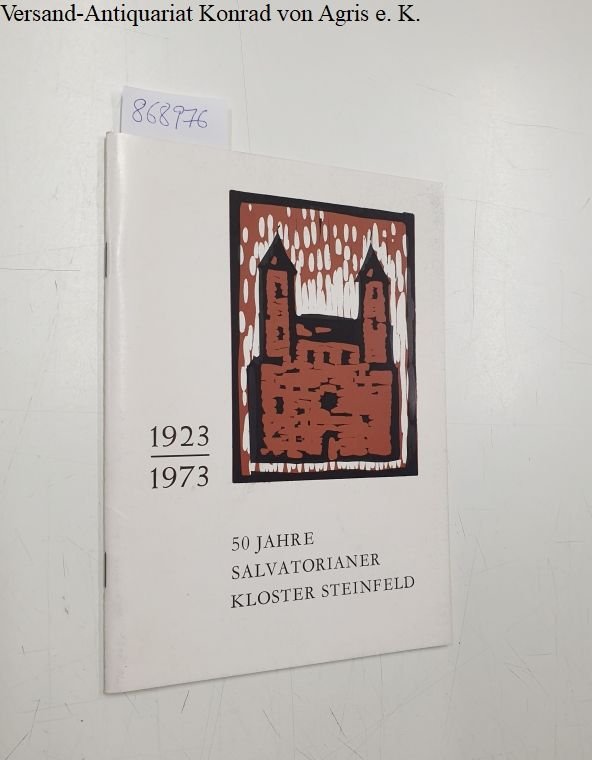 Versand-Antiquariat Konrad von Agris e. K.
868976
1923
1973
50 JAHRE
SALVATORIANER
KLOSTER STEINFELD